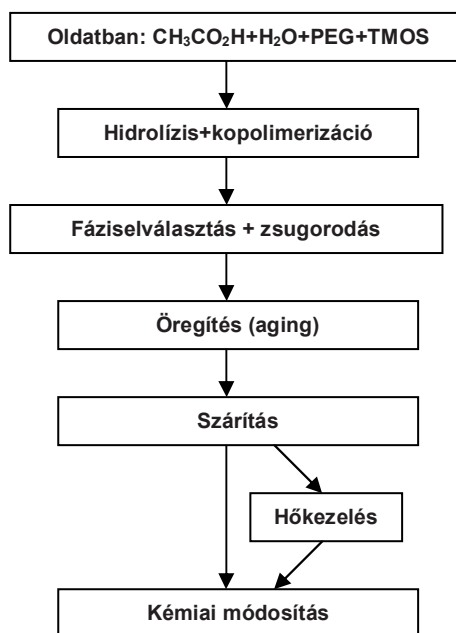 Oldatban: CH₃CO₂H+H₂O+PEG+TMOS
Hidrolízis+kopolimerizáció
Fáziselválasztás + zsugorodás
Öregítés (aging)
Szárítás
Hőkezelés
Kémiai módosítás